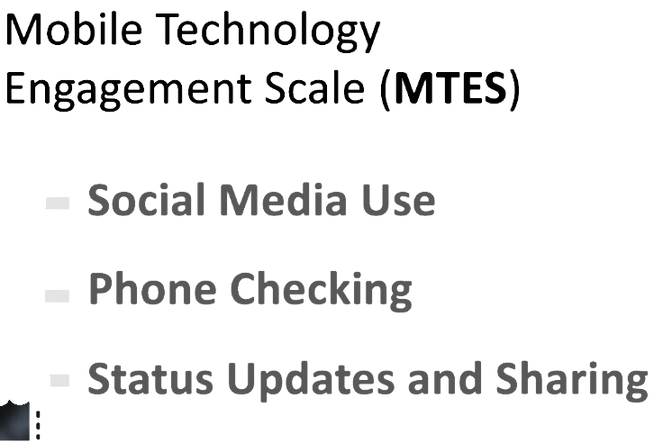 Mobile Technology
Engagement Scale (MTES)
Social Media Use
Phone Checking
Status Updates and Sharing